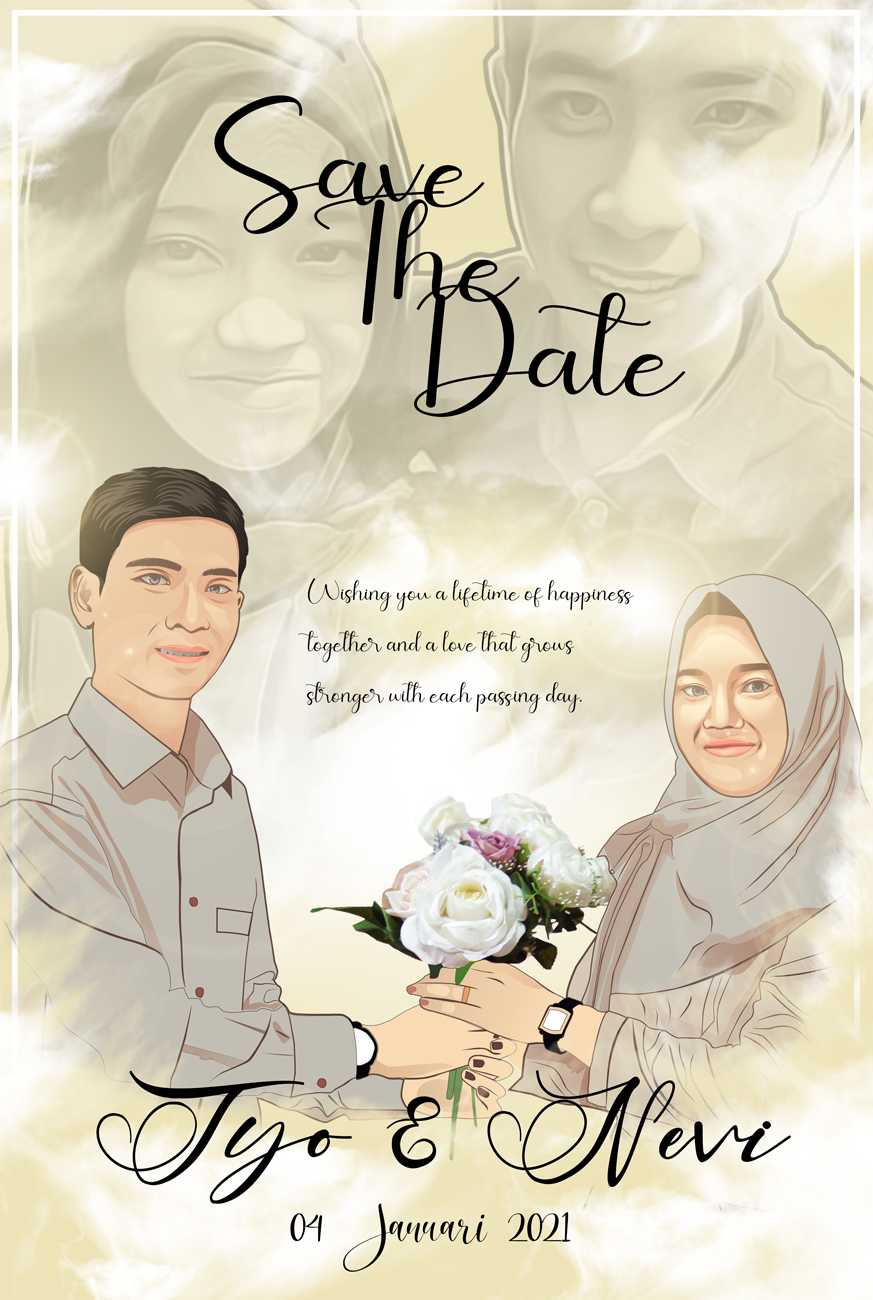 Save
The
Date
Wishing you a lifetime of happiness
together and a love that grows
stronger with each passing day.
Tyo & Nevi
04 Januari 2021